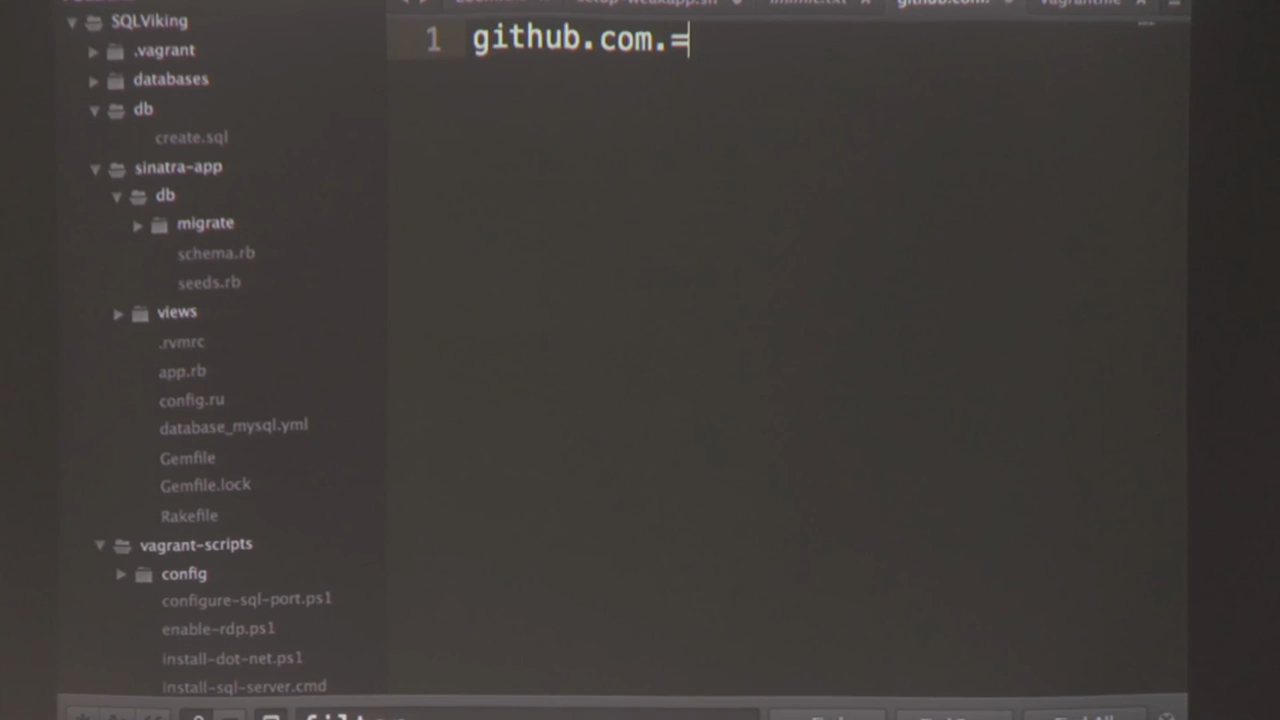 SQLViking
.vagrant
databases
db
create.sql
sinatra-app
db
migrate
schema.rb
seeds.rb
views
.rvmrc
app.rb
config.ru
database_mysql.yml
Gemfile
Gemfile.lock
Rakefile
vagrant-scripts
config
configure-sql-port.ps1
enable-rdp.ps1
install-dot-net.ps1
install-sql-server.cmd
1 github.com.=